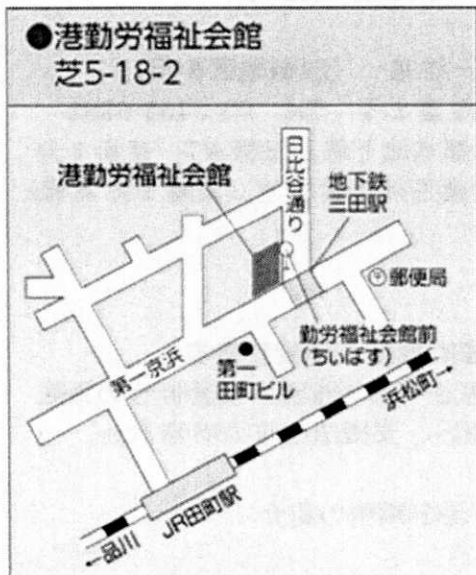 ●港勤労福祉会館
芝5-18-2
港勤労福祉会館
日比谷通り
地下鉄
三田駅
〒郵便局
勤労福祉会館前
(ちぃばす)
第一
田町ビル
第一京浜
浜松町→
JR田町駅
←品川